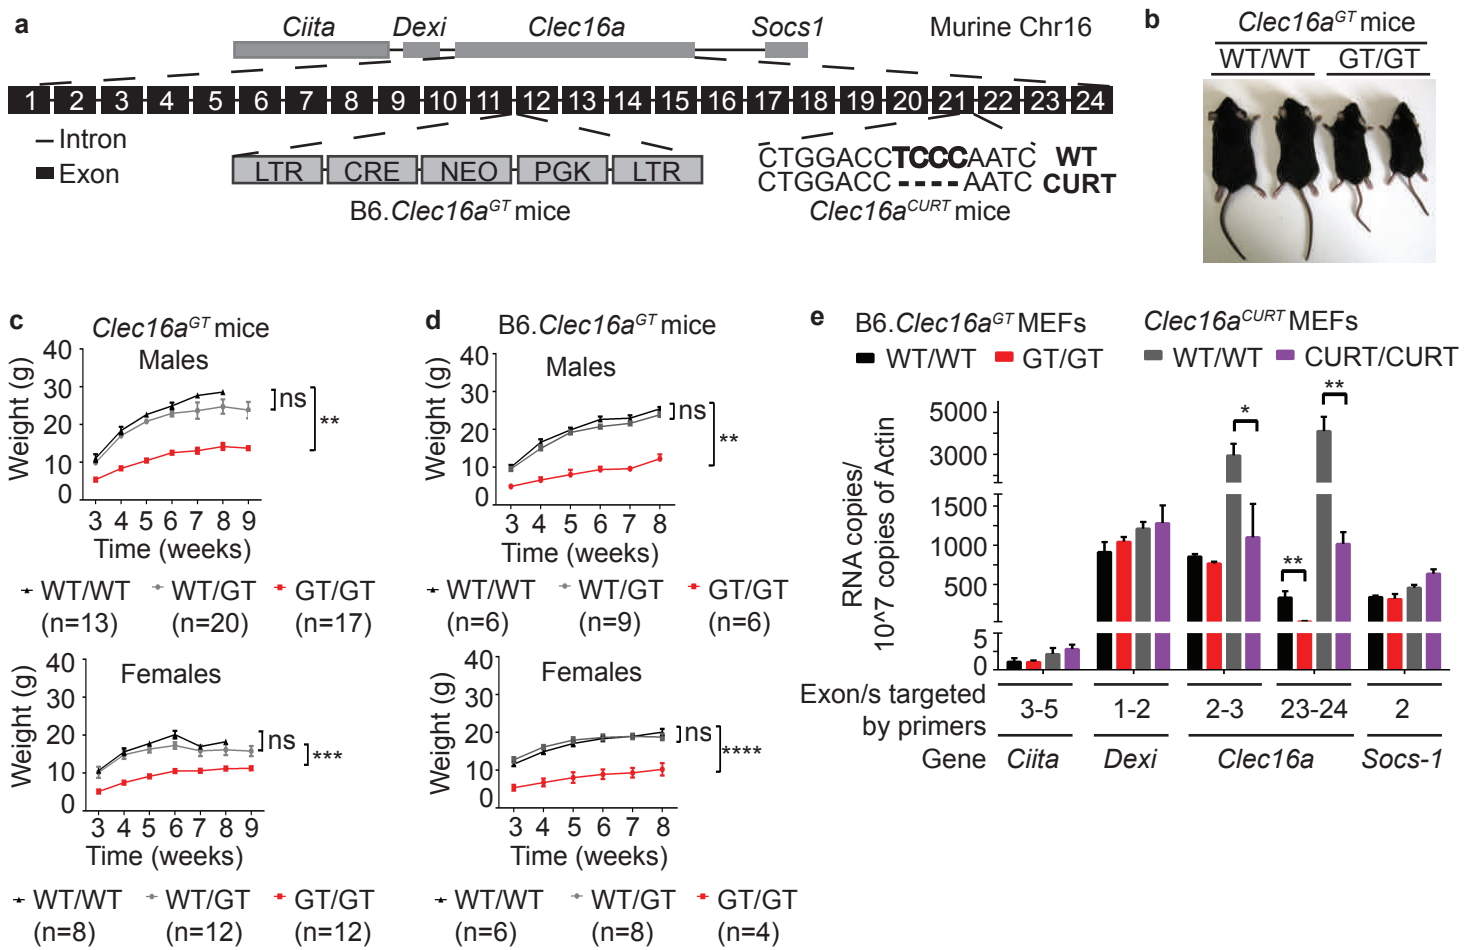 a
Ciita Dexi Clec16a Socs1 Murine Chr16
1 2 3 4 5 6 7 8 9 10 11 12 13 14 15 16 17 18 19 20 21 22 23 24
Intron
Exon
LTR CRE NEO PGK LTR
B6.Clec16aGT mice
CTGGACCTCCCAATC WT
CTGGACC ---- AATC CURT
Clec16aCURT mice
b
Clec16aGT mice
WT/WT GT/GT
c
Clec16aGT mice
Males
Weight (g)
40
30
20
10
0
ns
**
3 4 5 6 7 8 9
Time (weeks)
WT/WT WT/GT GT/GT
(n=13) (n=20) (n=17)
Females
Weight (g)
40
30
20
10
0
ns
***
3 4 5 6 7 8 9
Time (weeks)
WT/WT WT/GT GT/GT
(n=8) (n=12) (n=12)
d
B6.Clec16aGT mice
Males
Weight (g)
40
30
20
10
0
ns
**
3 4 5 6 7 8
Time (weeks)
WT/WT WT/GT GT/GT
(n=6) (n=9) (n=6)
Females
Weight (g)
40
30
20
10
0
ns
****
3 4 5 6 7 8
Time (weeks)
WT/WT WT/GT GT/GT
(n=6) (n=8) (n=4)
e
B6.Clec16aGT MEFs Clec16aCURT MEFs
WT/WT GT/GT WT/WT CURT/CURT
RNA copies/
10^7 copies of Actin
5000
3000
1500
1000
500
5
0
* ** **
Exon/s targeted
by primers
3-5 1-2 2-3 23-24 2
Gene Ciita Dexi Clec16a Socs-1